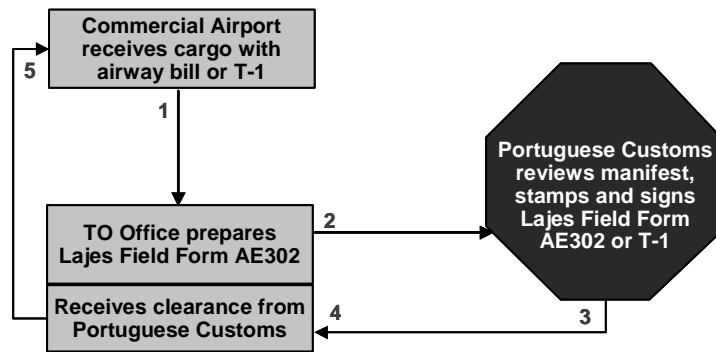 Commercial Airport
receives cargo with
airway bill or T-1
5
1
Portuguese Customs
reviews manifest,
stamps and signs
Lajes Field Form
AE302 or T-1
2
TO Office prepares
Lajes Field Form AE302
Receives clearance from
Portuguese Customs
4
3